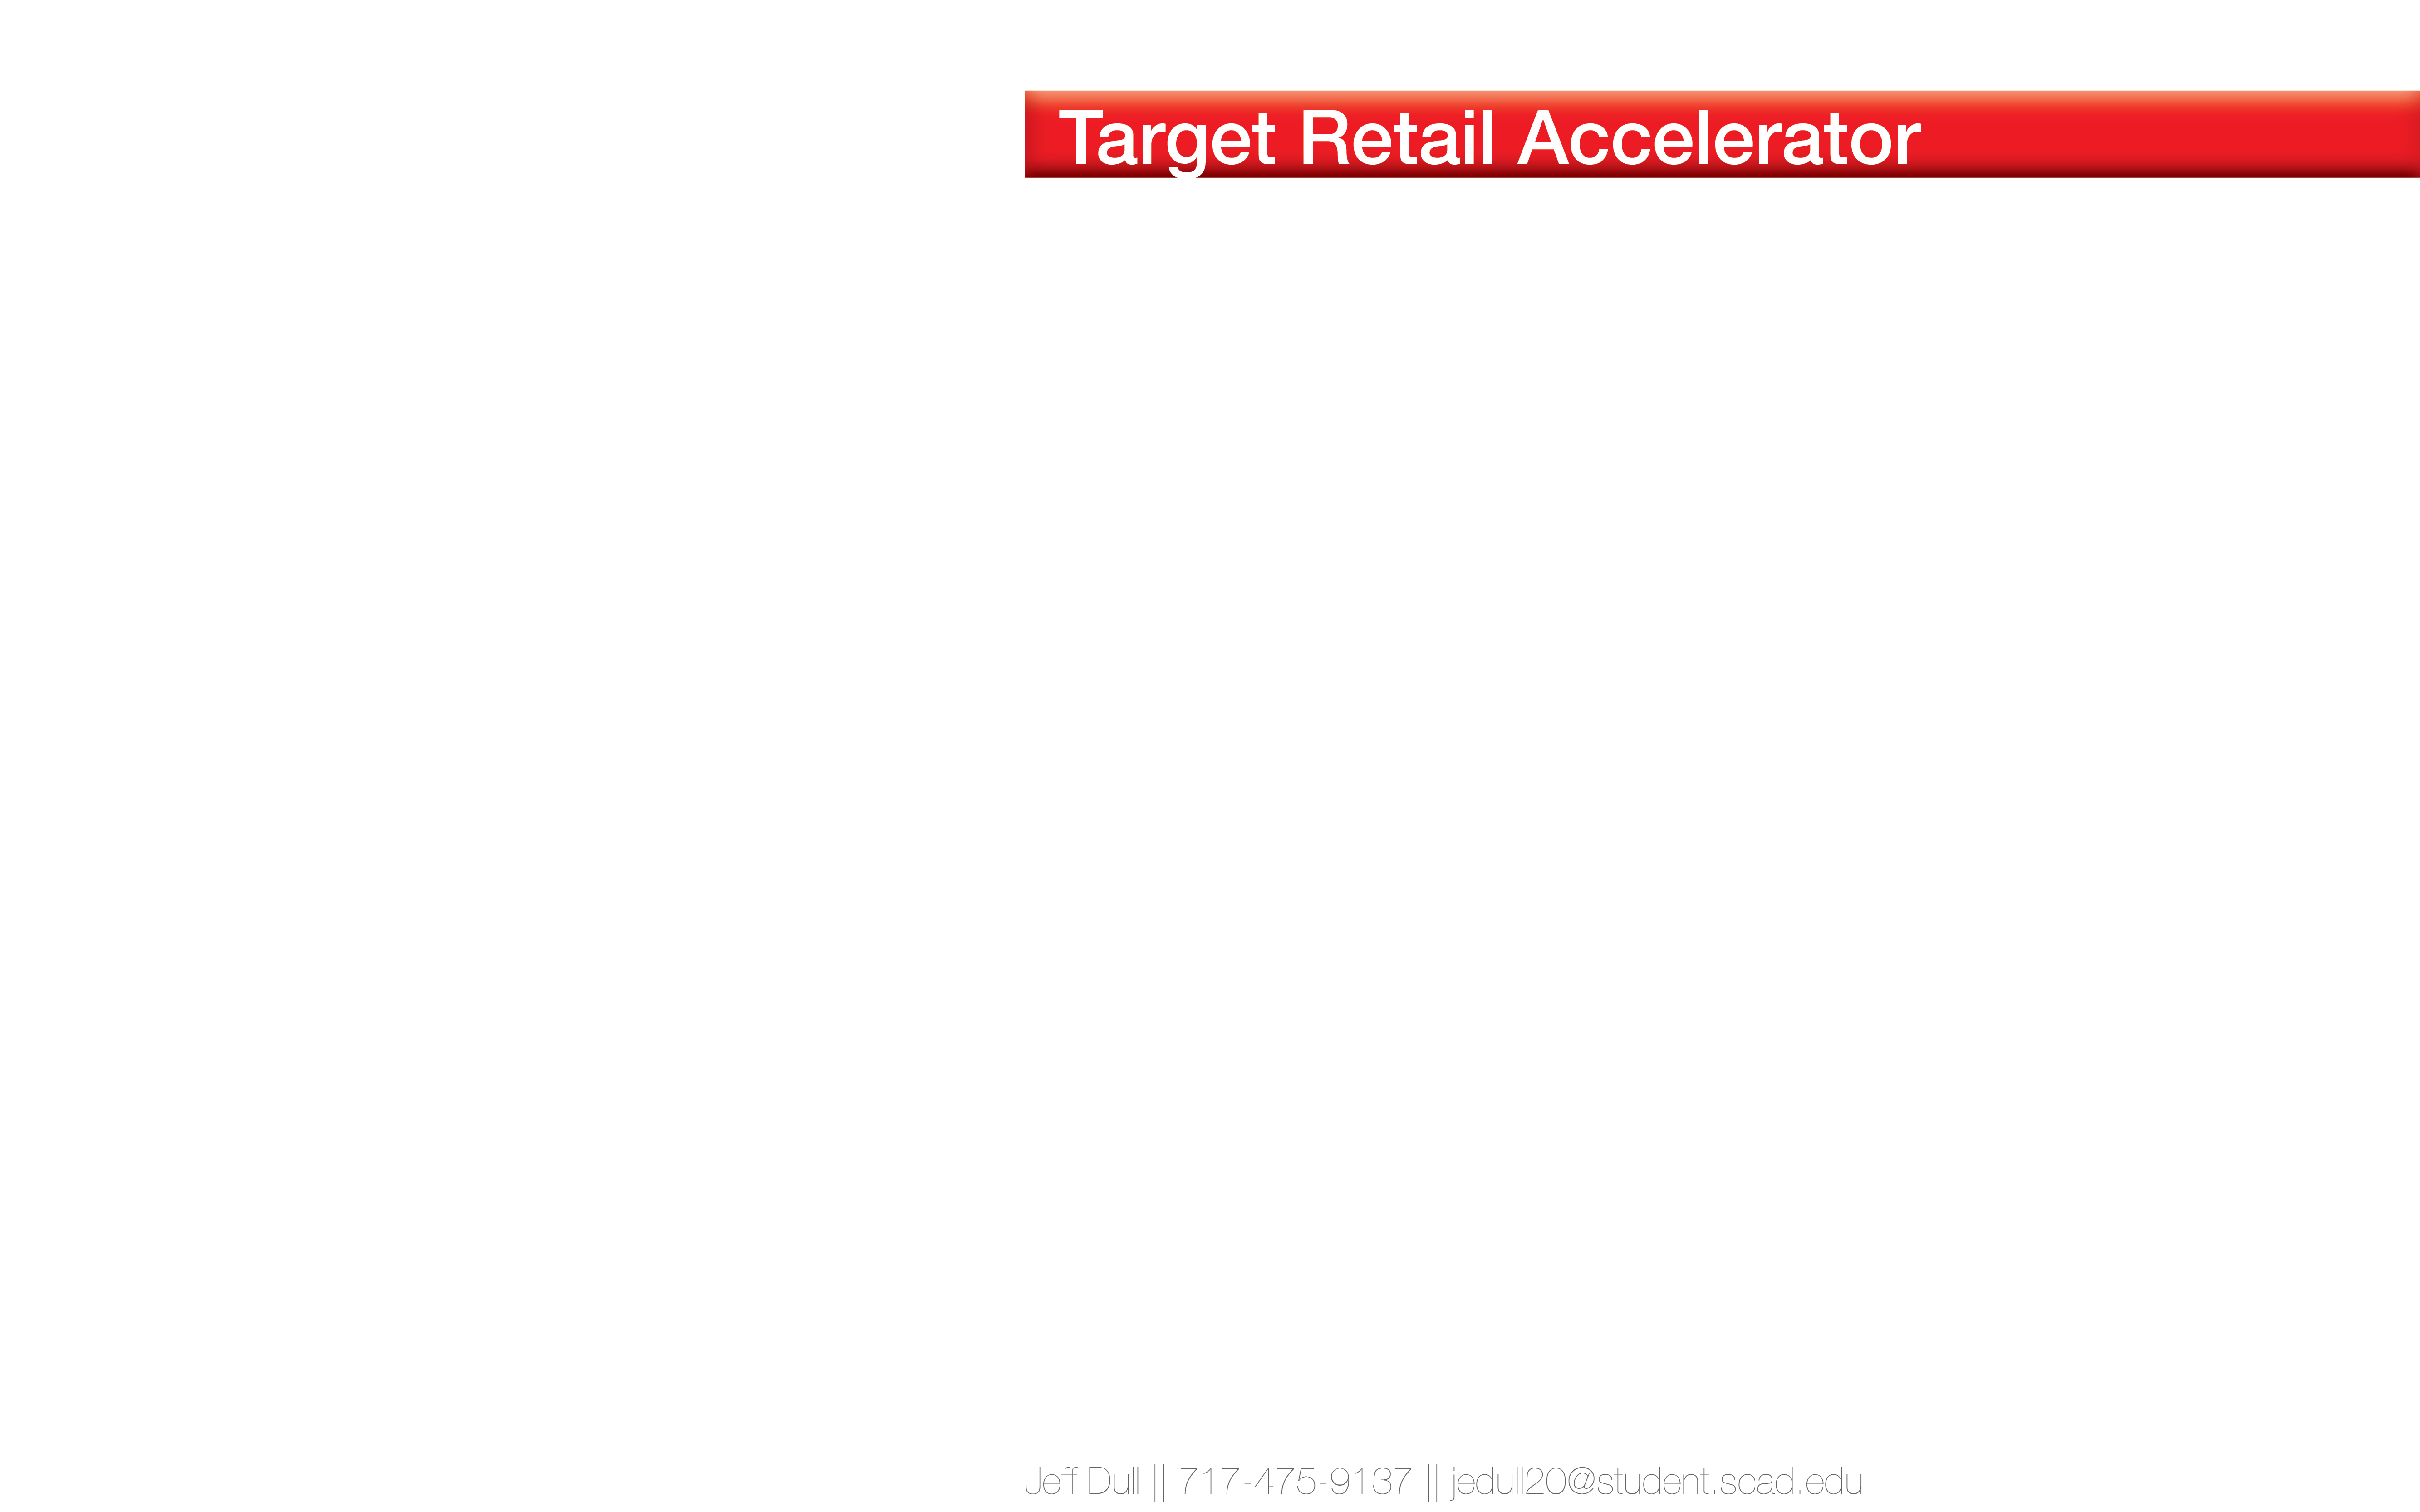 Target Retail Accelerator
Jeff Dull || 717-475-9137 || jedull20@student.scad.edu